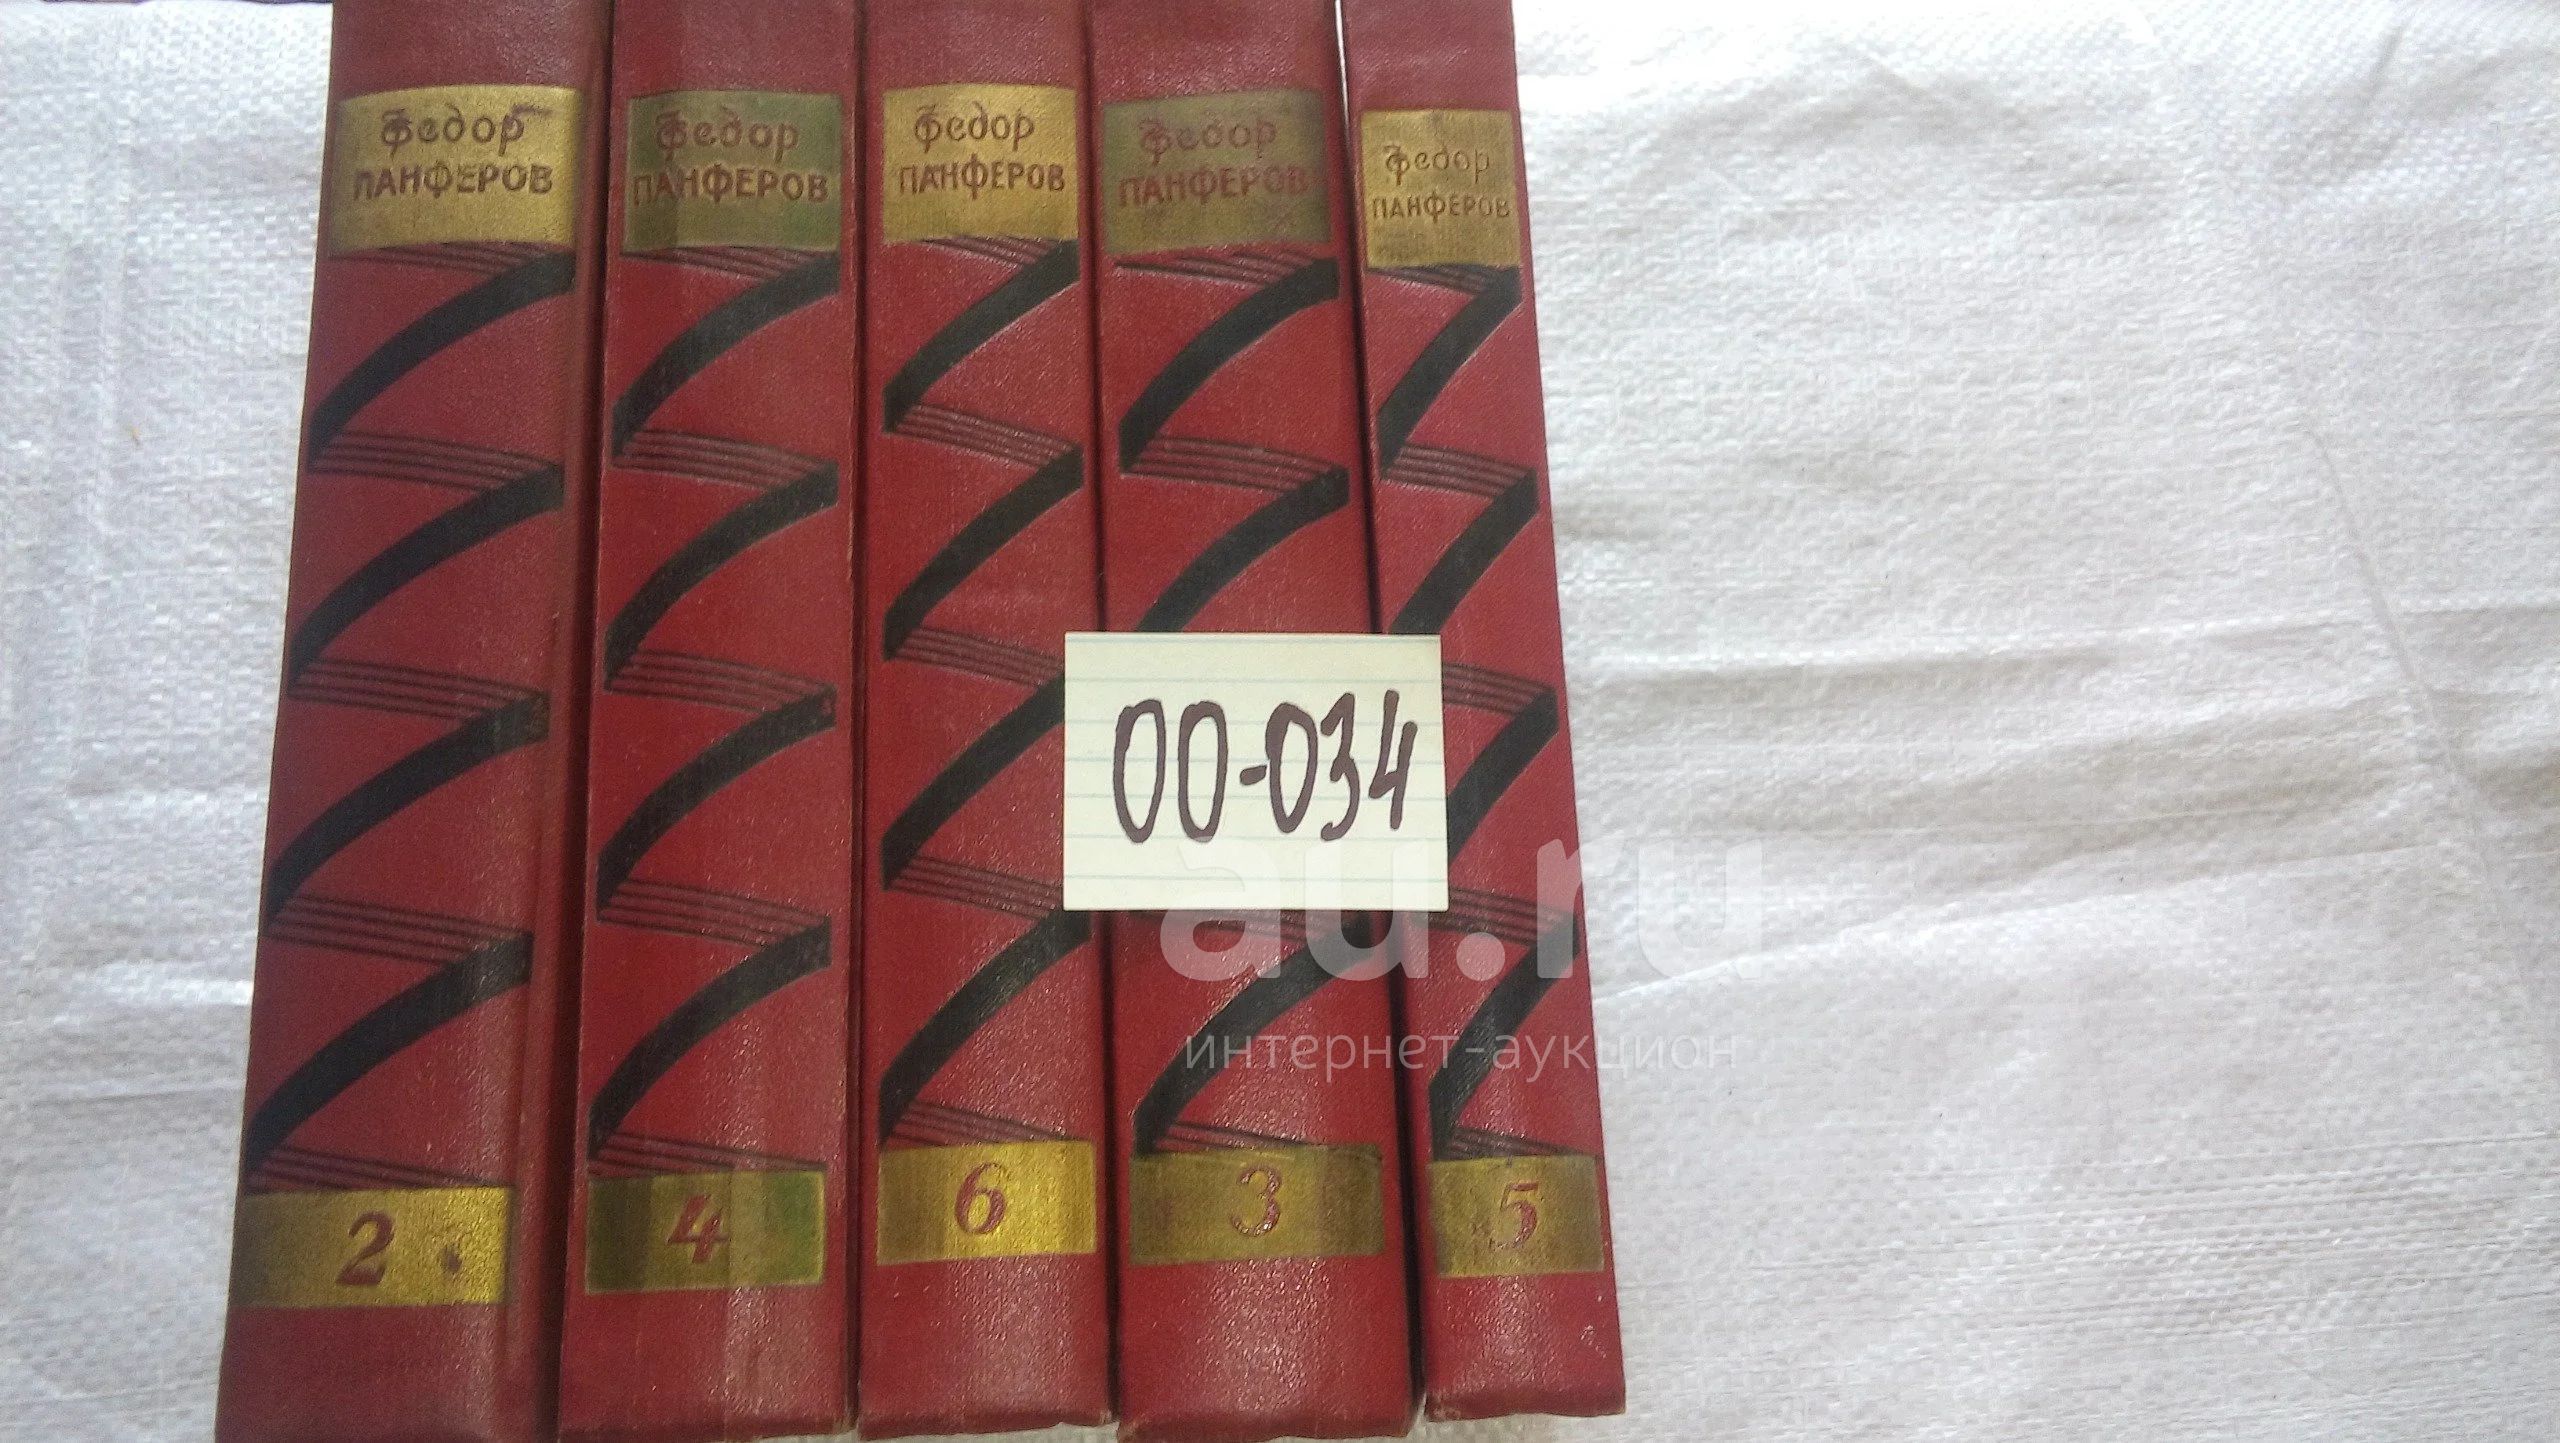 Федор
ПАНФЕРОВ
2
Федор
ПАНФЕРОВ
4
Федор
ПАНФЕРОВ
6
Федор
ПАНФЕРОВ
3
Федор
ПАНФЕРОВ
5
00-034
au.ru
интернет-аукцион